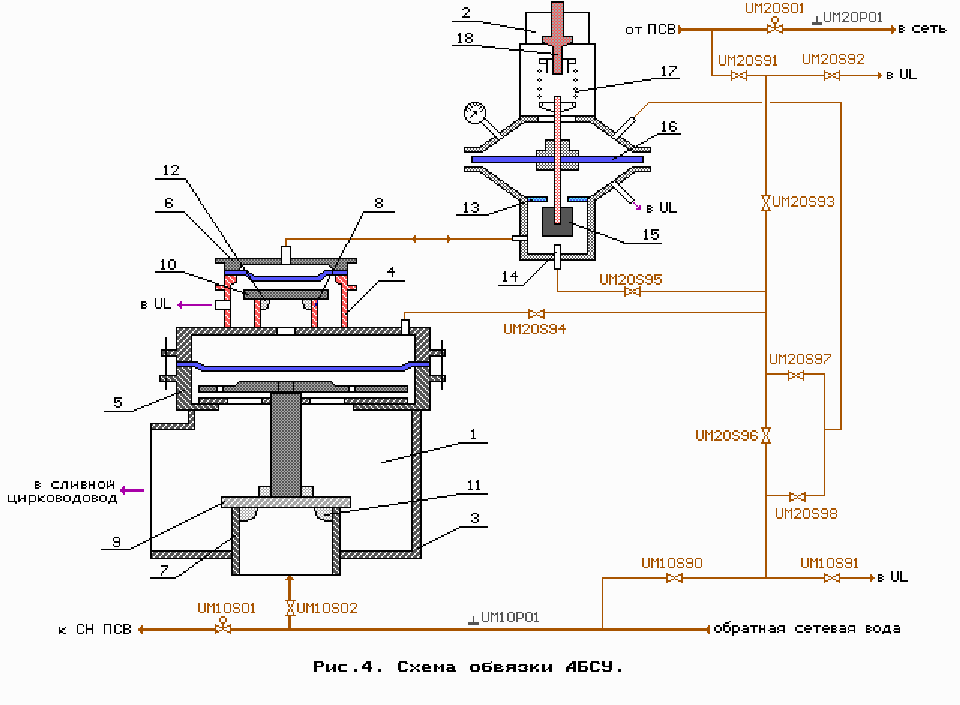 UM20S01
2
UM20P01
от ПСВ
в сеть
18
UM20S91
UM20S92
17
в UL
16
12
6
8
UM20S93
13
в UL
15
10
4
14
UM20S95
в UL
UM20S94
UM20S97
5
1
UM20S96
в сливной
цирководовод
11
UM20S98
3
9
7
UM10S90
UM10S91
в UL
UM10S01
UM10S02
UM10P01
к СН ПСВ
обратная сетевая вода
Рис.4. Схема обвязки АБСУ.